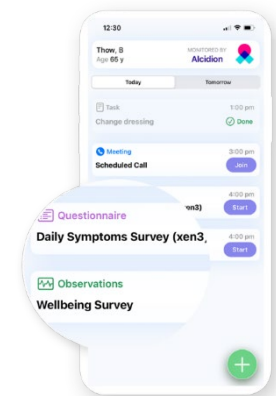 12:30
Thow, B
Age 65 y
MONITORED BY
Alcidion
Today
Tomorrow
Task
1:00 pm
Change dressing
Done
Meeting
3:00 pm
Scheduled Call
Join
4:00 pm
xen3)
Start
Questionnaire
Daily Symptoms Survey (xen3,
4:00 pm
Start
Observations
Wellbeing Survey